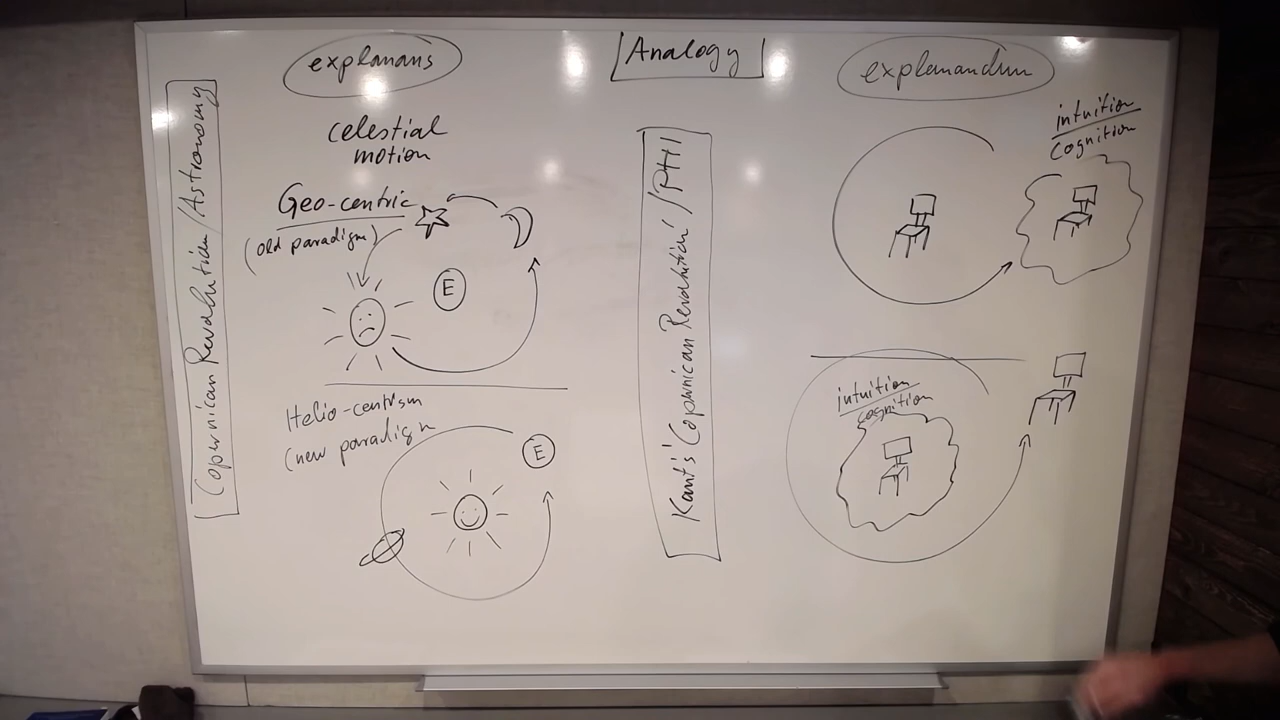 explanans
Analogy
explanandum
Copernican Revolution/Astronomy
celestial
motion
Geo-centric
(old paradigm)
E
Helio-centrism
(new paradigm
E
Kant's 'Copernican Revolution'
intuition
Cognition
intuition
cognition